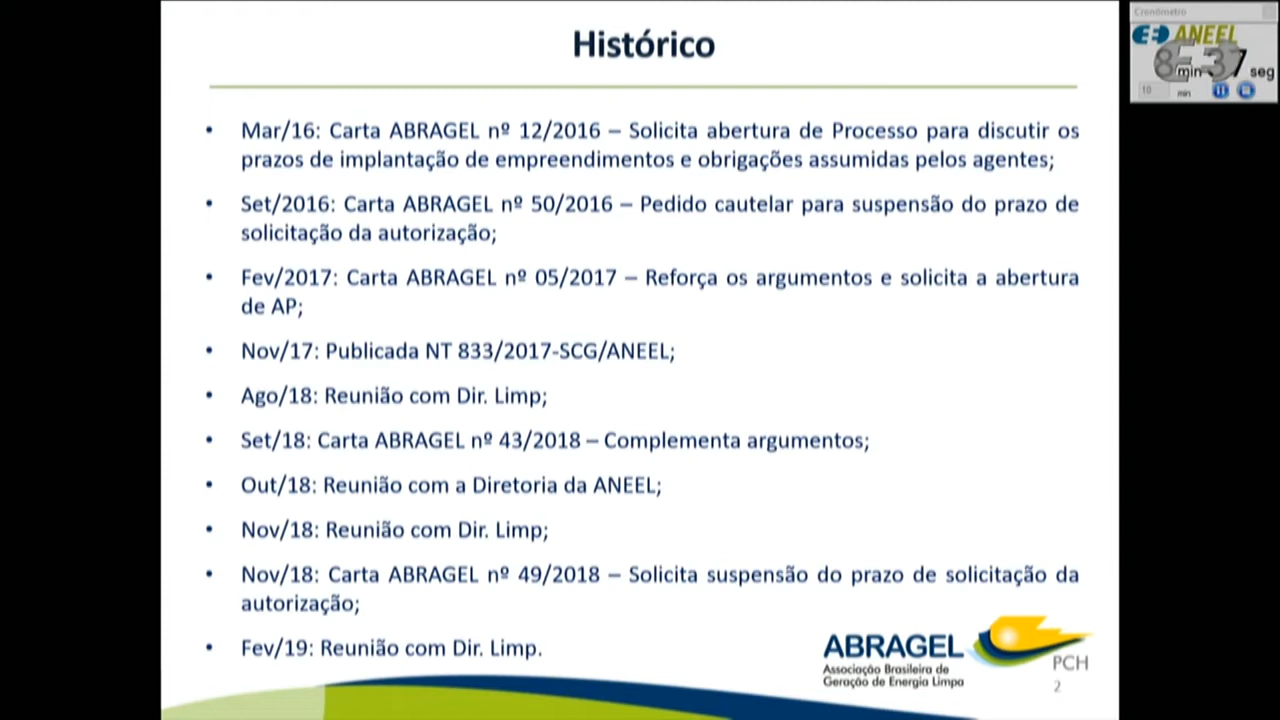 Histórico
• Mar/16: Carta ABRAGEL nº 12/2016 – Solicita abertura de Processo para discutir os
prazos de implantação de empreendimentos e obrigações assumidas pelos agentes;
• Set/2016: Carta ABRAGEL nº 50/2016 – Pedido cautelar para suspensão do prazo de
solicitação da autorização;
• Fev/2017: Carta ABRAGEL nº 05/2017 – Reforça os argumentos e solicita a abertura
de AP;
• Nov/17: Publicada NT 833/2017-SCG/ANEEL;
• Ago/18: Reunião com Dir. Limp;
• Set/18: Carta ABRAGEL nº 43/2018 – Complementa argumentos;
• Out/18: Reunião com a Diretoria da ANEEL;
• Nov/18: Reunião com Dir. Limp;
• Nov/18: Carta ABRAGEL nº 49/2018 – Solicita suspensão do prazo de solicitação da
autorização;
• Fev/19: Reunião com Dir. Limp.
ABRAGEL
Associação Brasileira de
Geração de Energia Limpa
PCH
2
Cronômetro
ANEEL
8 min 37 seg
10 min